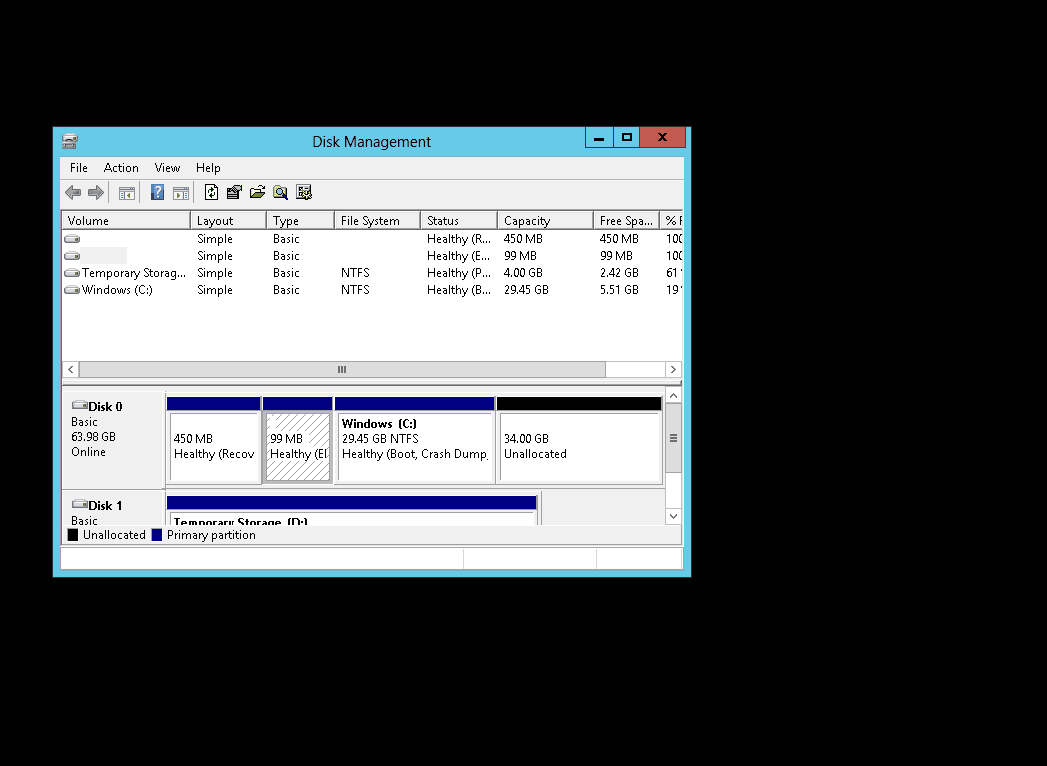 Disk Management
File Action View Help
Volume Layout Type File System Status Capacity Free Spa... %
Simple Basic Healthy (R... 450 MB 450 MB 100
Simple Basic Healthy (E... 99 MB 99 MB 100
Temporary Storag... Simple Basic NTFS Healthy (P... 4.00 GB 2.42 GB 61
Windows (C:) Simple Basic NTFS Healthy (B... 29.45 GB 5.51 GB 19
Disk 0
Basic
63.98 GB
Online
450 MB
Healthy (Recov
99 MB
Healthy (EI
Windows (C:)
29.45 GB NTFS
Healthy (Boot, Crash Dump,
34.00 GB
Unallocated
Disk 1
Basic
Temporary Storage (D:)
Unallocated Primary partition